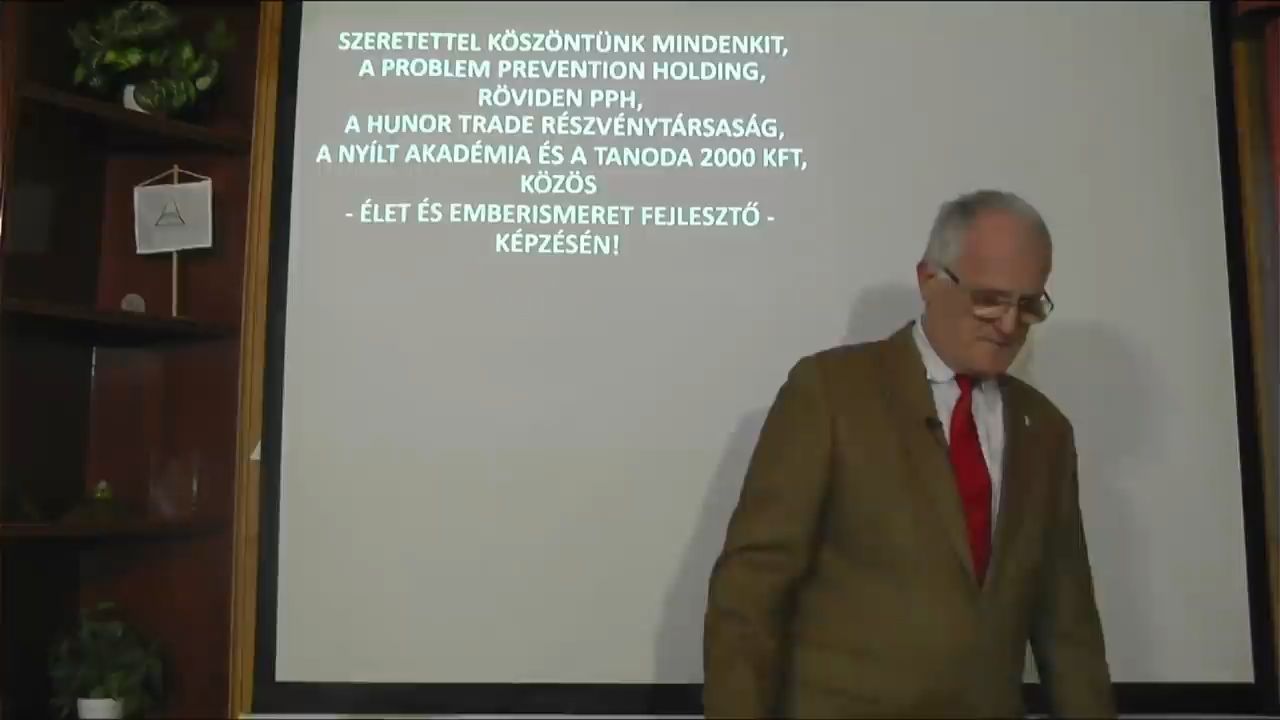 SZERETETTEL KÖSZÖNTÜNK MINDENKIT,
A PROBLEM PREVENTION HOLDING,
RÖVIDEN PPH,
A HUNOR TRADE RÉSZVÉNYTÁRSASÁG,
A NYÍLT AKADÉMIA ÉS A TANODA 2000 KFT,
KÖZÖS
- ÉLET ÉS EMBERISMERET FEJLESZTŐ -
KÉPZÉSÉN!